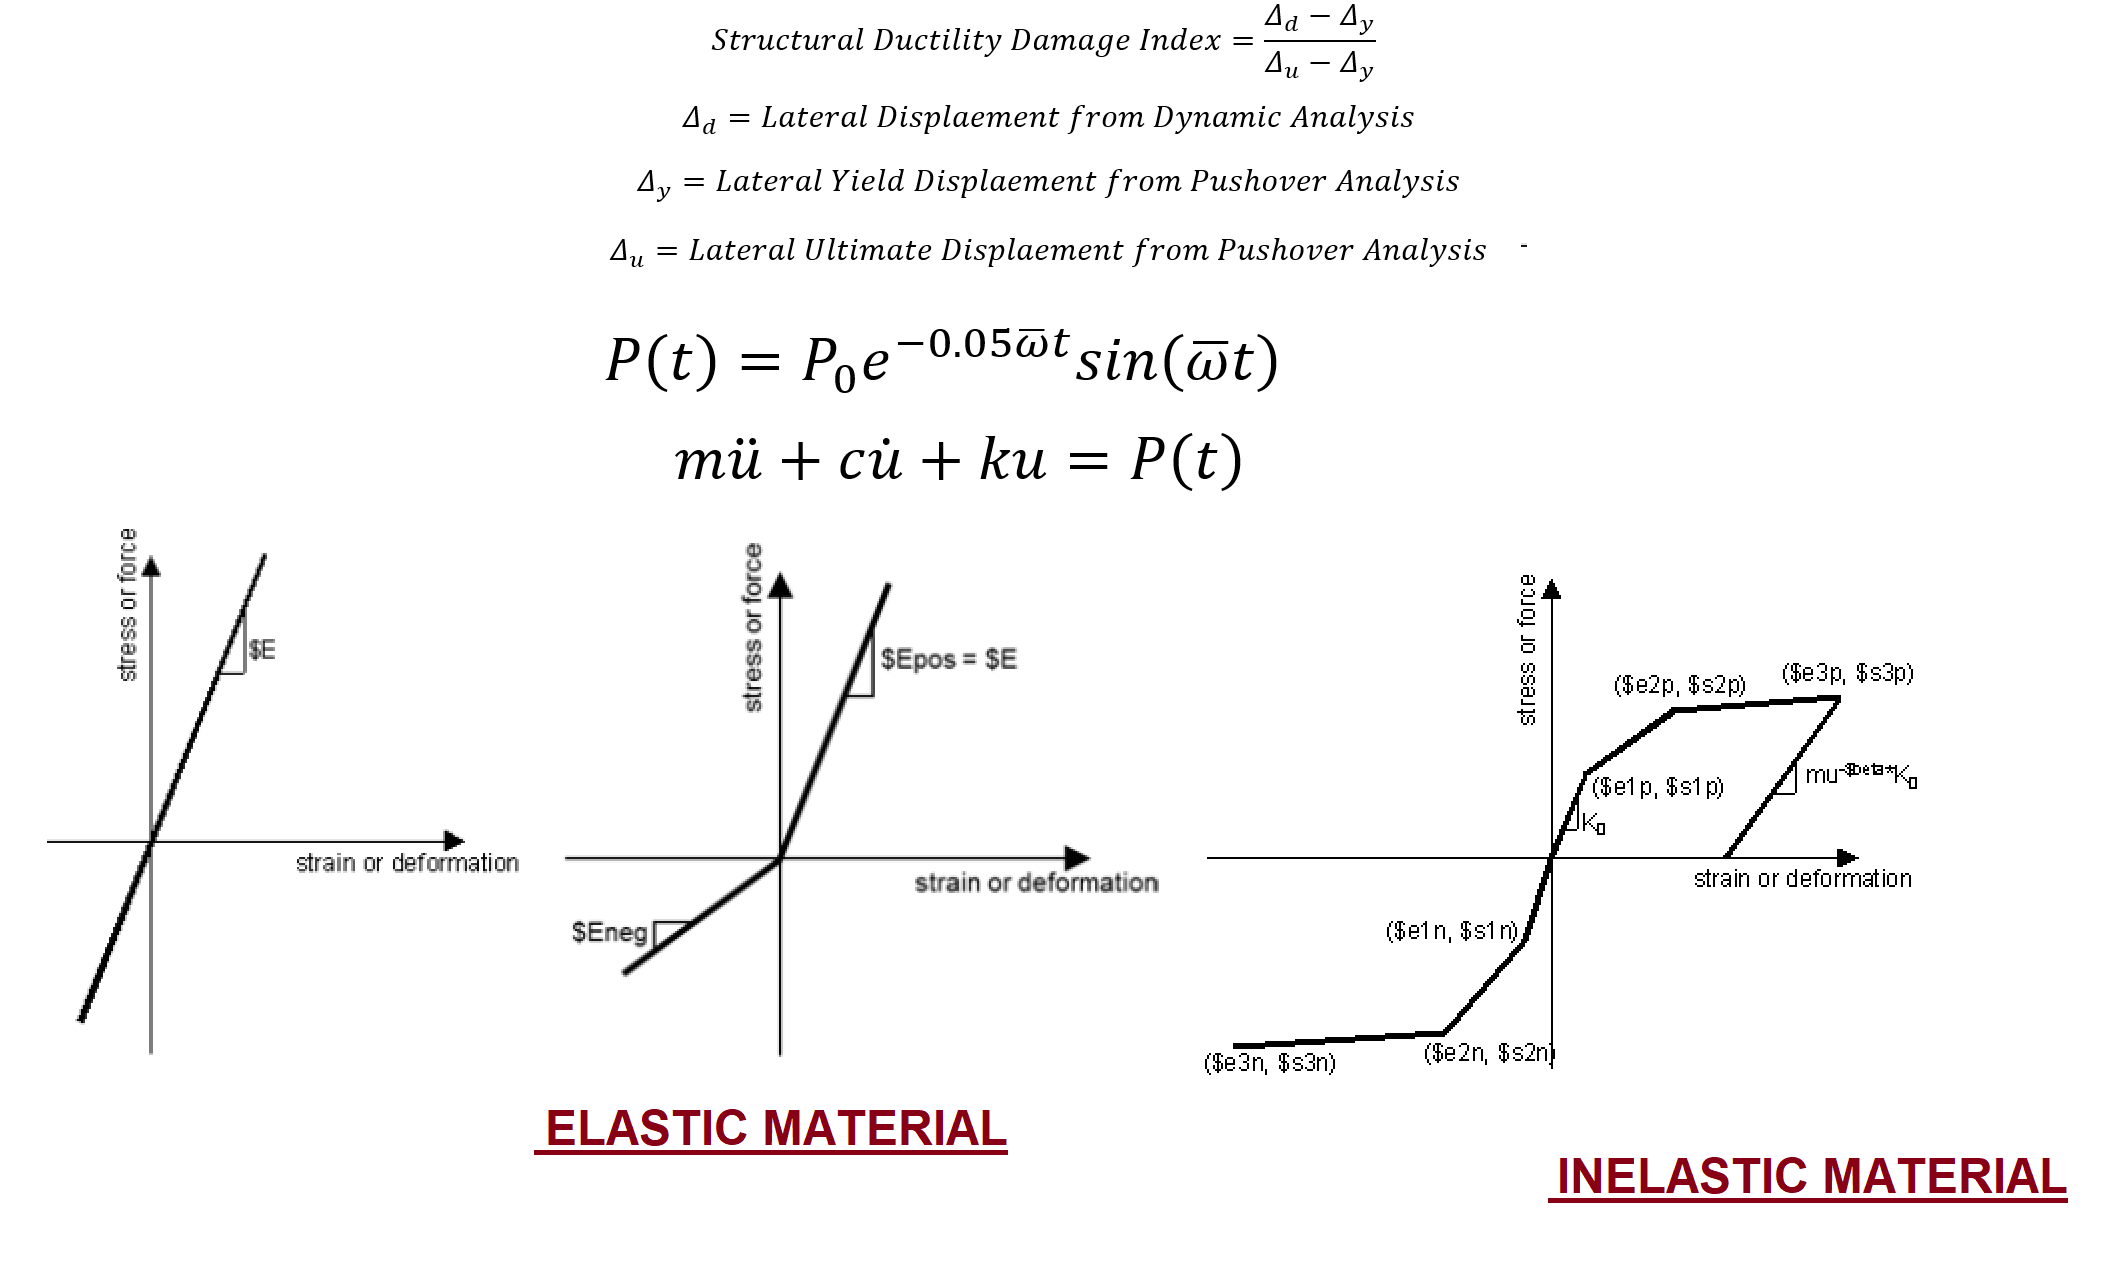 Structural Ductility Damage Index = (Δd − Δy) / (Δu − Δy)
Δd = Lateral Displaement from Dynamic Analysis
Δy = Lateral Yield Displaement from Pushover Analysis
Δu = Lateral Ultimate Displaement from Pushover Analysis -
P(t) = P₀e^(−0.05ω̅t) sin(ω̅t)
mü + cu̇ + ku = P(t)
stress or force
$E
strain or deformation
stress or force
$Epos = $E
strain or deformation
$Eneg
stress or force
($e3p, $s3p)
($e2p, $s2p)
mu^-$beta*K0
($e1p, $s1p)
K0
strain or deformation
($e1n, $s1n)
($e2n, $s2n)
($e3n, $s3n)
ELASTIC MATERIAL
INELASTIC MATERIAL